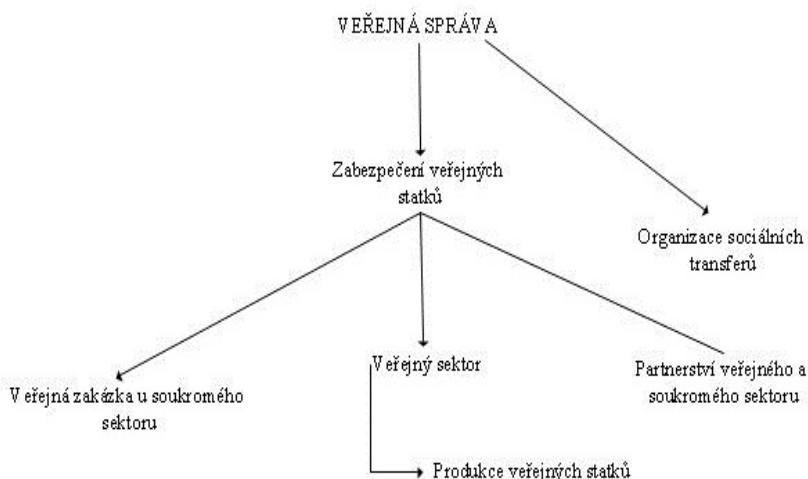 VEŘEJNÁ SPRÁVA
Zabezpečení veřejných
statků
Organizace sociálních
transferů
Veřejná zakázka u soukromého
sektoru
Veřejný sektor
Partnerství veřejného a
soukromého sektoru
Produkce veřejných statků